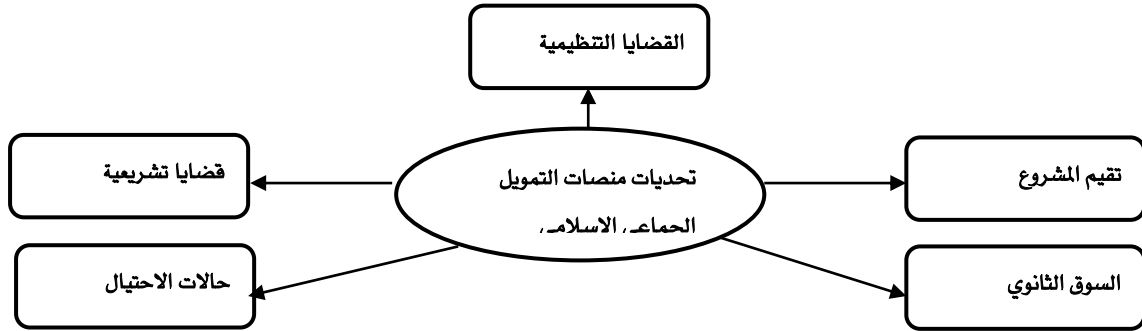 القضايا التنظيمية
قضايا تشريعية
تقيم المشروع
تحديات منصات التمويل
الجماعي الاسلامي
حالات الاحتيال
السوق الثانوي